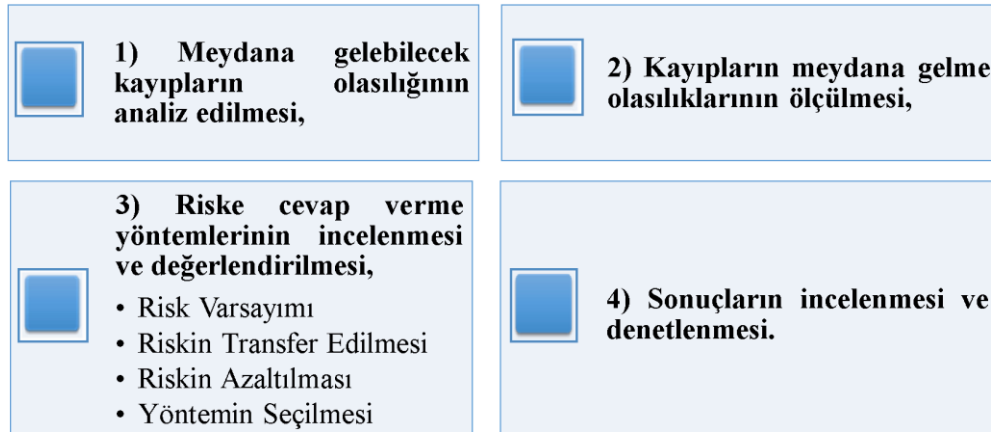 1) Meydana gelebilecek
kayıpların olasılığının
analiz edilmesi,
2) Kayıpların meydana gelme
olasılıklarının ölçülmesi,
3) Riske cevap verme
yöntemlerinin incelenmesi
ve değerlendirilmesi,
• Risk Varsayımı
• Riskin Transfer Edilmesi
• Riskin Azaltılması
• Yöntemin Seçilmesi
4) Sonuçların incelenmesi ve
denetlenmesi.